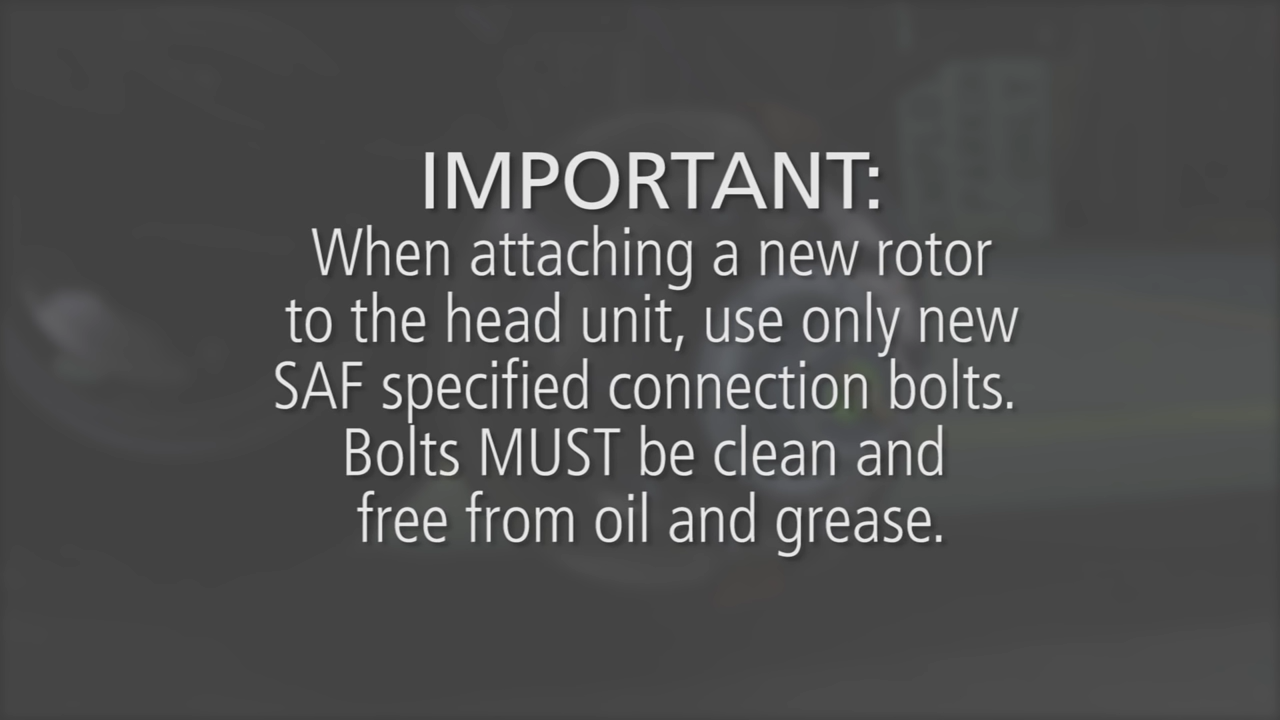 IMPORTANT:
When attaching a new rotor
to the head unit, use only new
SAF specified connection bolts.
Bolts MUST be clean and
free from oil and grease.